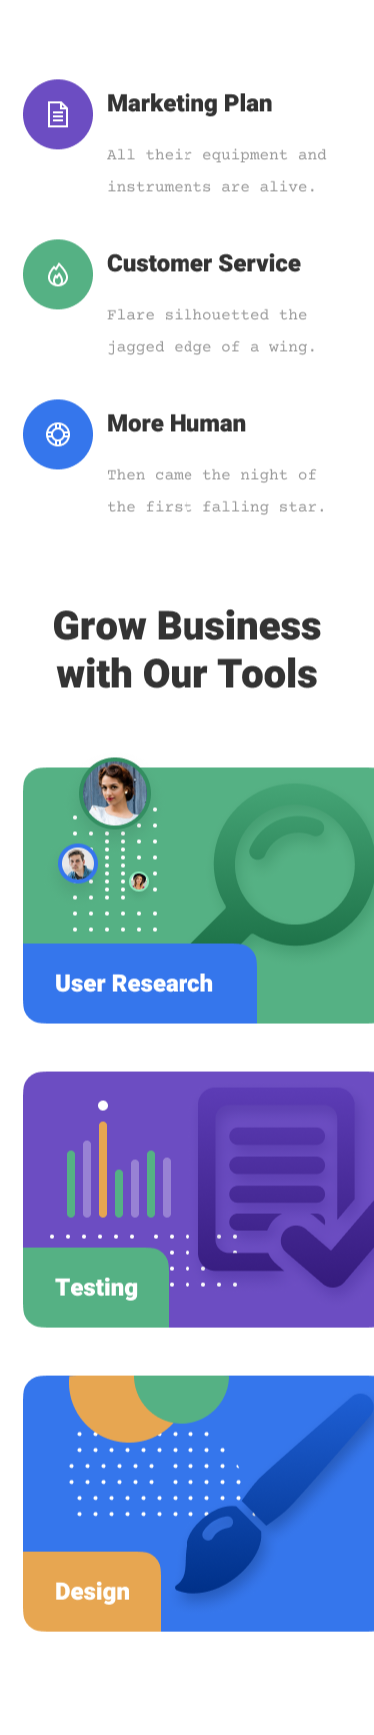 Marketing Plan
All their equipment and
instruments are alive.
Customer Service
Flare silhouetted the
jagged edge of a wing.
More Human
Then came the night of
the first falling star.
Grow Business
with Our Tools
User Research
Testing
Design